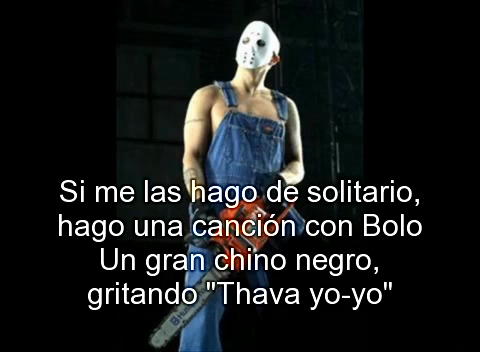 Si me las hago de solitario,
hago una canción con Bolo
Un gran chino negro,
gritando "Thava yo-yo"